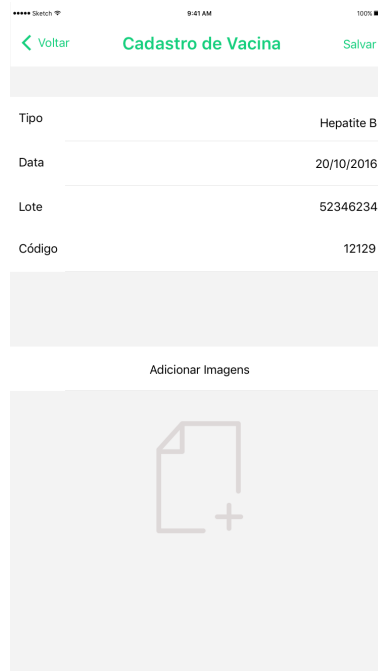 Sketch 9:41 AM 100%
Voltar Cadastro de Vacina Salvar
Tipo Hepatite B
Data 20/10/2016
Lote 52346234
Código 12129
Adicionar Imagens